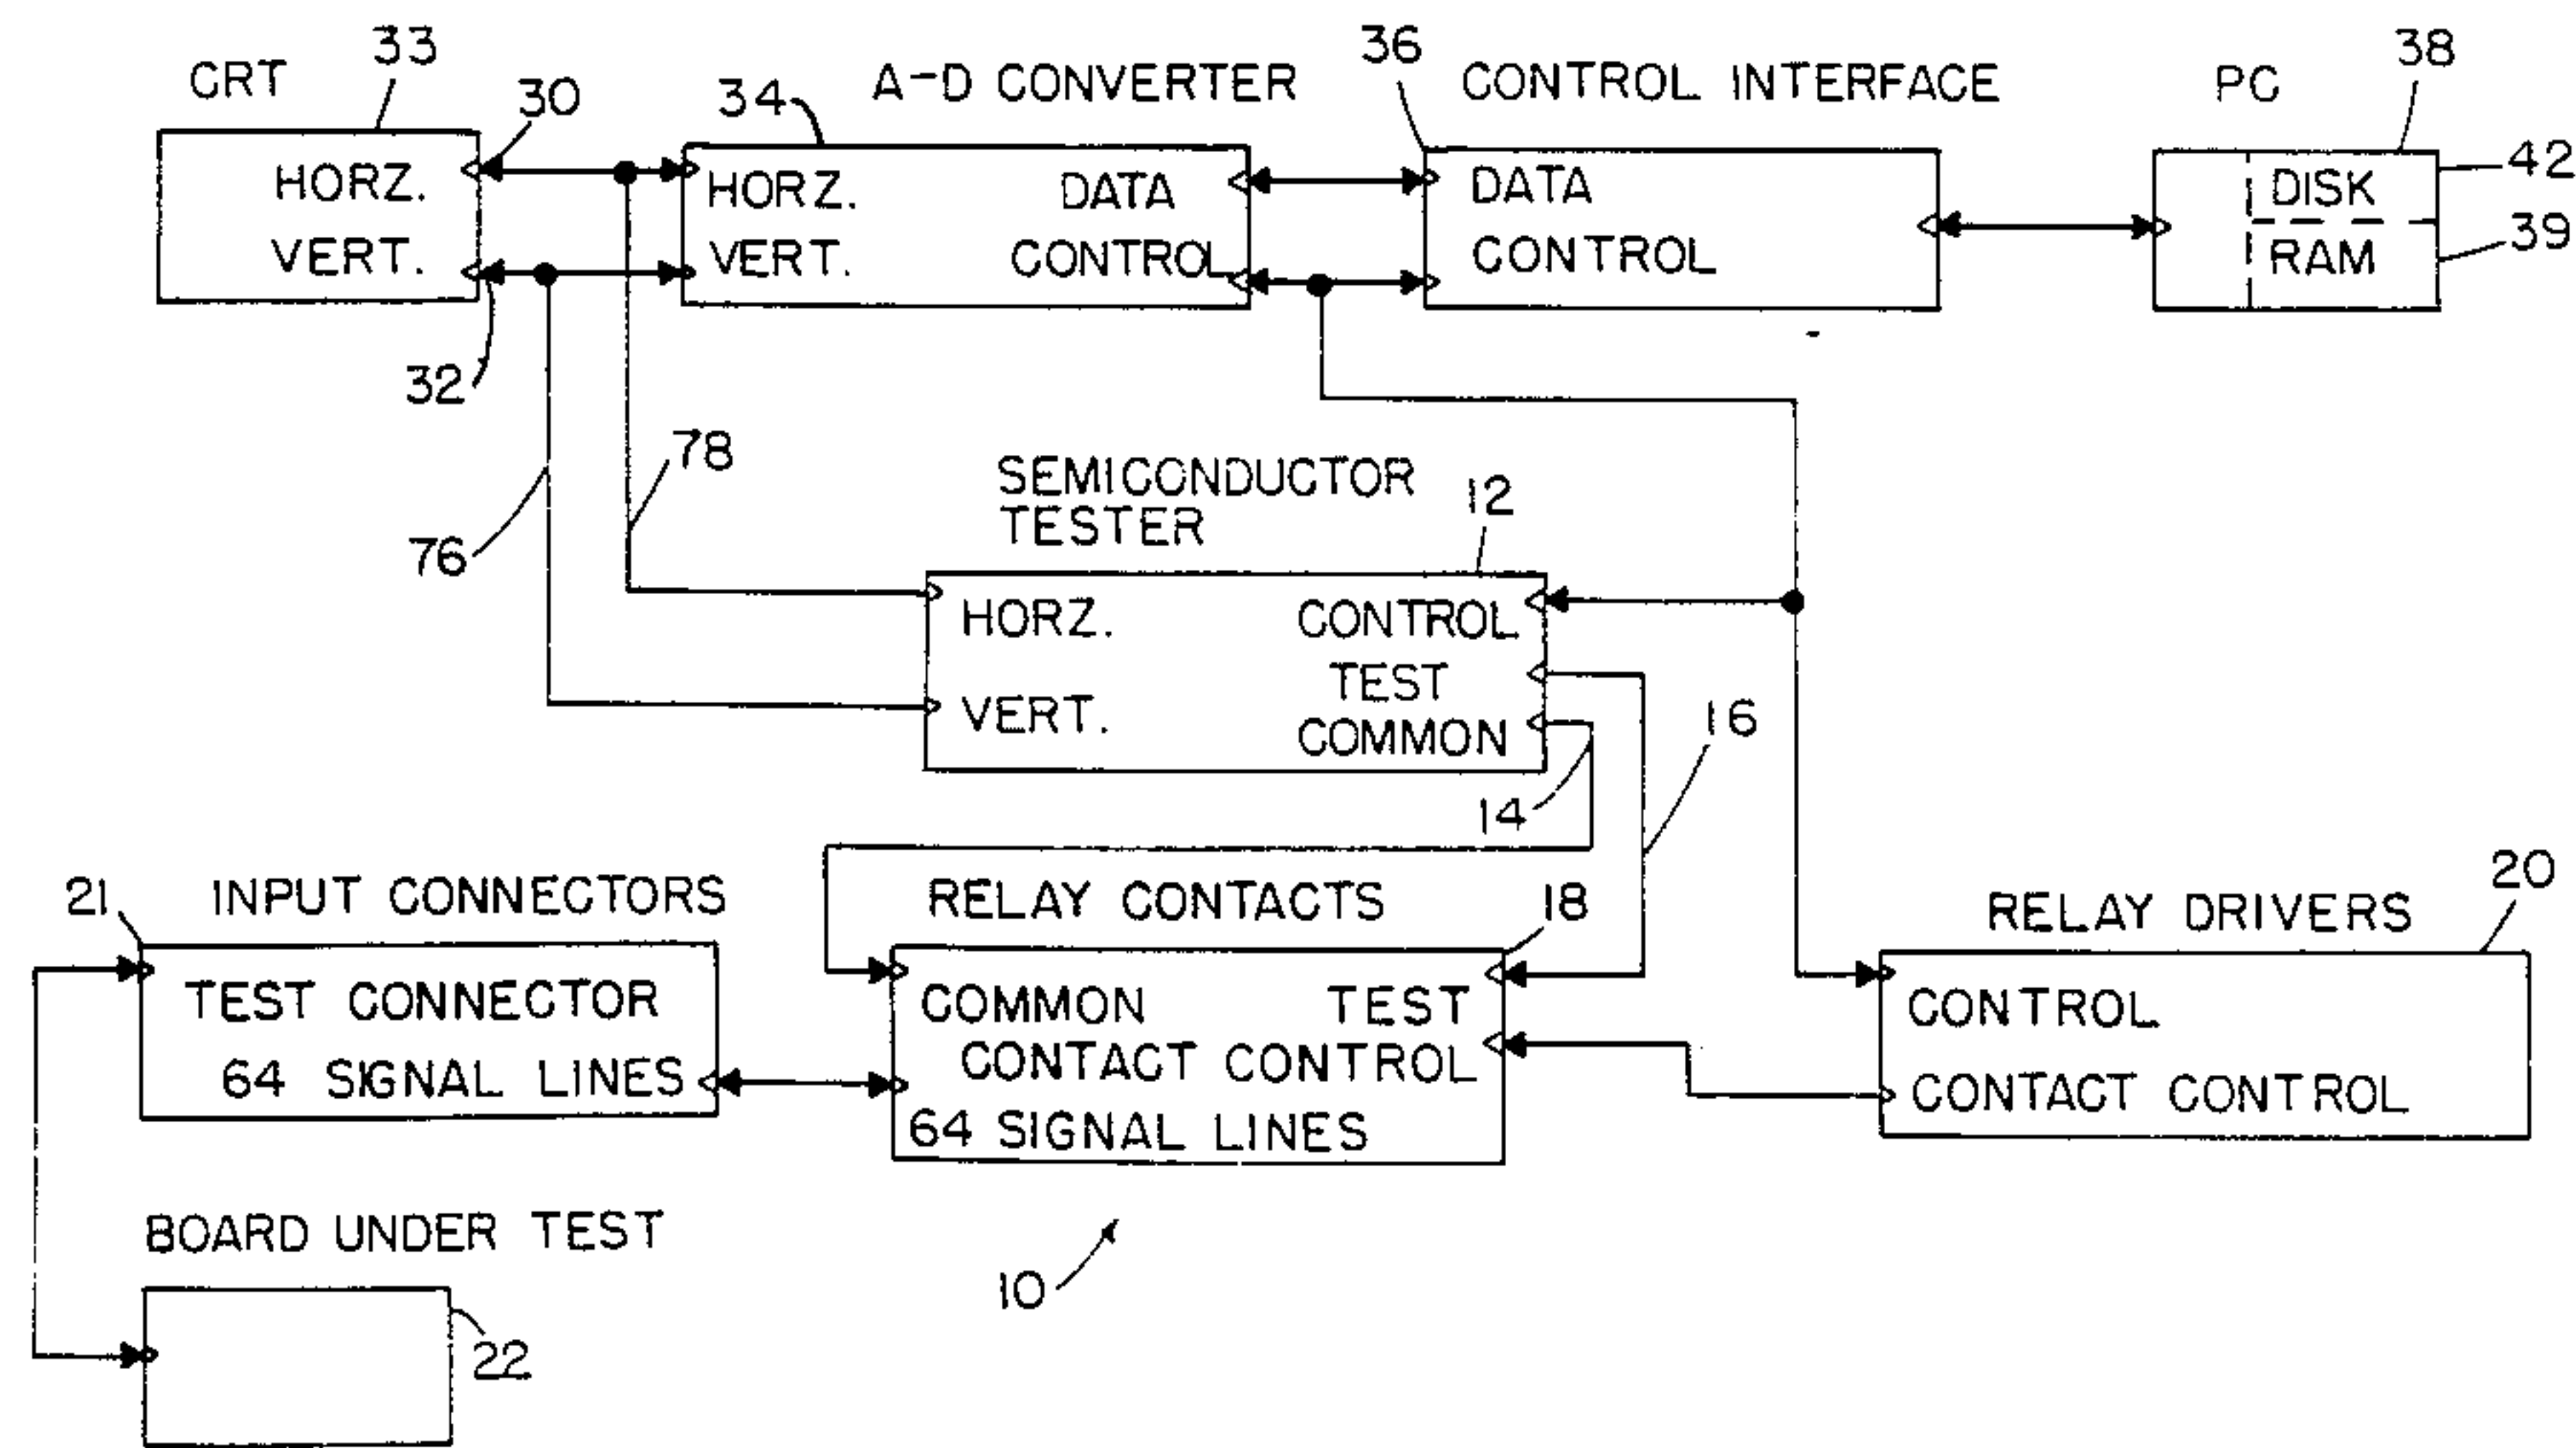 CRT
33
30
34
A-D CONVERTER
36
CONTROL INTERFACE
PC
38
42
39
HORZ.
VERT.
HORZ.
VERT.
DATA
CONTROL
DATA
CONTROL
DISK
RAM
32
76
78
SEMICONDUCTOR
TESTER
12
HORZ.
VERT.
CONTROL
TEST
COMMON
14
16
21
INPUT CONNECTORS
TEST CONNECTOR
64 SIGNAL LINES
RELAY CONTACTS
18
COMMON
TEST
CONTACT CONTROL
64 SIGNAL LINES
RELAY DRIVERS
20
CONTROL
CONTACT CONTROL
BOARD UNDER TEST
22
10